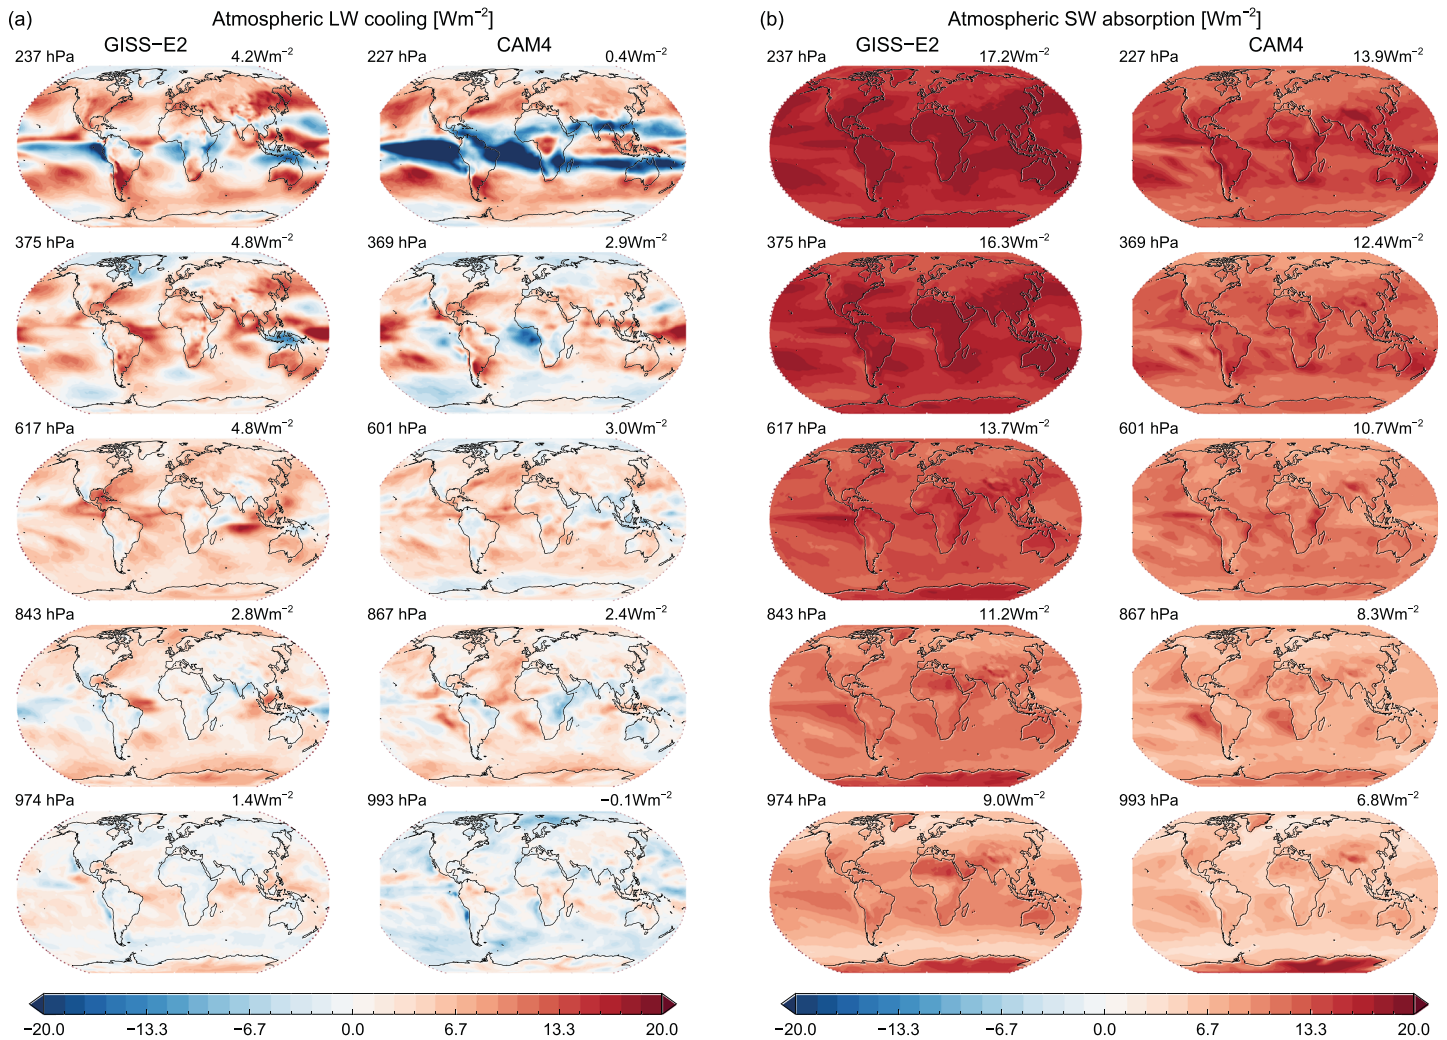 (a) Atmospheric LW cooling [Wm−2]
GISS−E2 CAM4
237 hPa 4.2Wm−2 227 hPa 0.4Wm−2
375 hPa 4.8Wm−2 369 hPa 2.9Wm−2
617 hPa 4.8Wm−2 601 hPa 3.0Wm−2
843 hPa 2.8Wm−2 867 hPa 2.4Wm−2
974 hPa 1.4Wm−2 993 hPa −0.1Wm−2
−20.0 −13.3 −6.7 0.0 6.7 13.3 20.0
(b) Atmospheric SW absorption [Wm−2]
GISS−E2 CAM4
237 hPa 17.2Wm−2 227 hPa 13.9Wm−2
375 hPa 16.3Wm−2 369 hPa 12.4Wm−2
617 hPa 13.7Wm−2 601 hPa 10.7Wm−2
843 hPa 11.2Wm−2 867 hPa 8.3Wm−2
974 hPa 9.0Wm−2 993 hPa 6.8Wm−2
−20.0 −13.3 −6.7 0.0 6.7 13.3 20.0